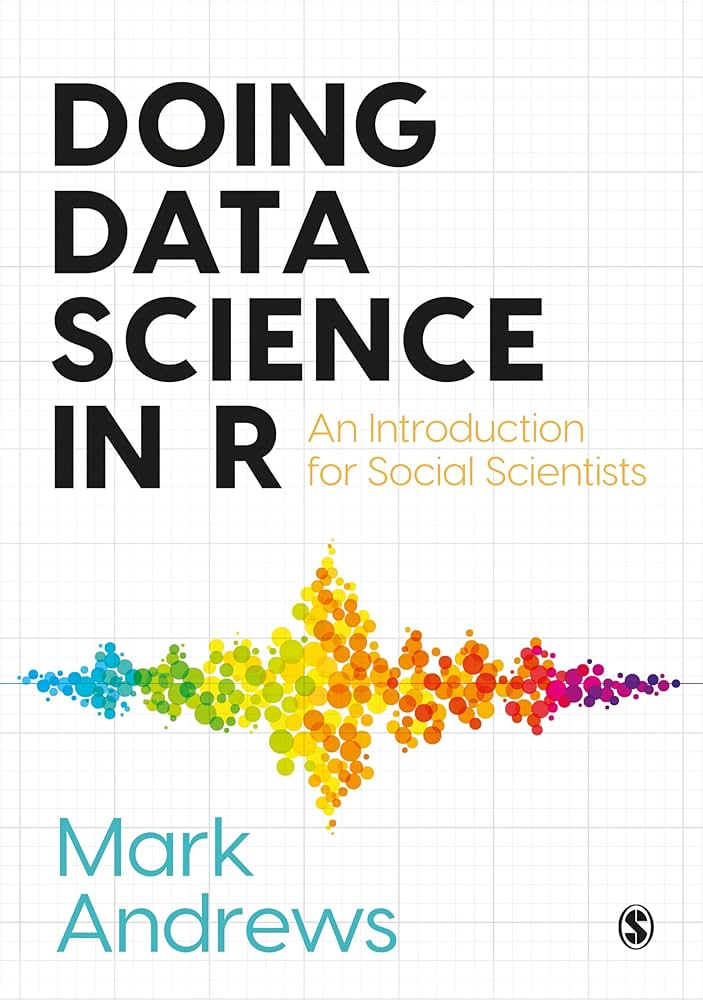 DOING
DATA
SCIENCE
IN R
An Introduction
for Social Scientists
Mark
Andrews
S